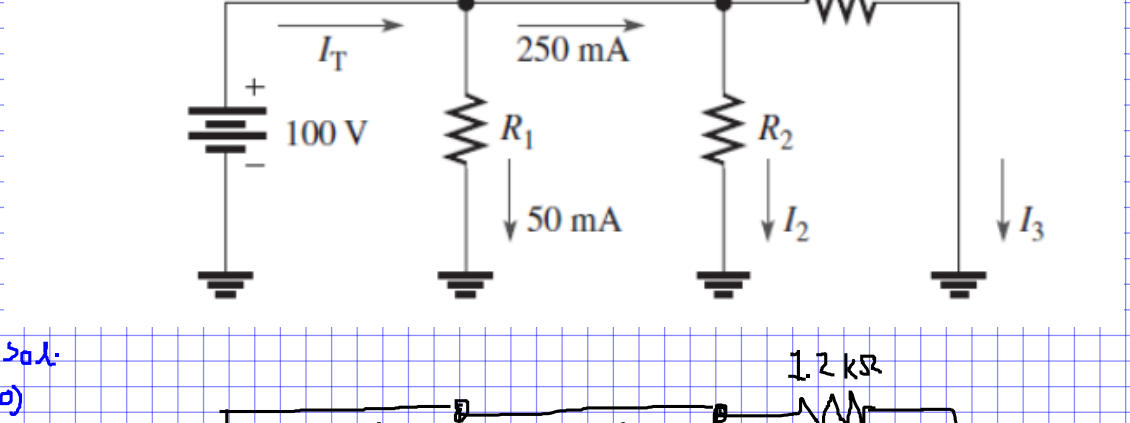 I_T
250 mA
+
100 V
R_1
R_2
−
50 mA
I_2
I_3
Sol.
1.2 kΩ